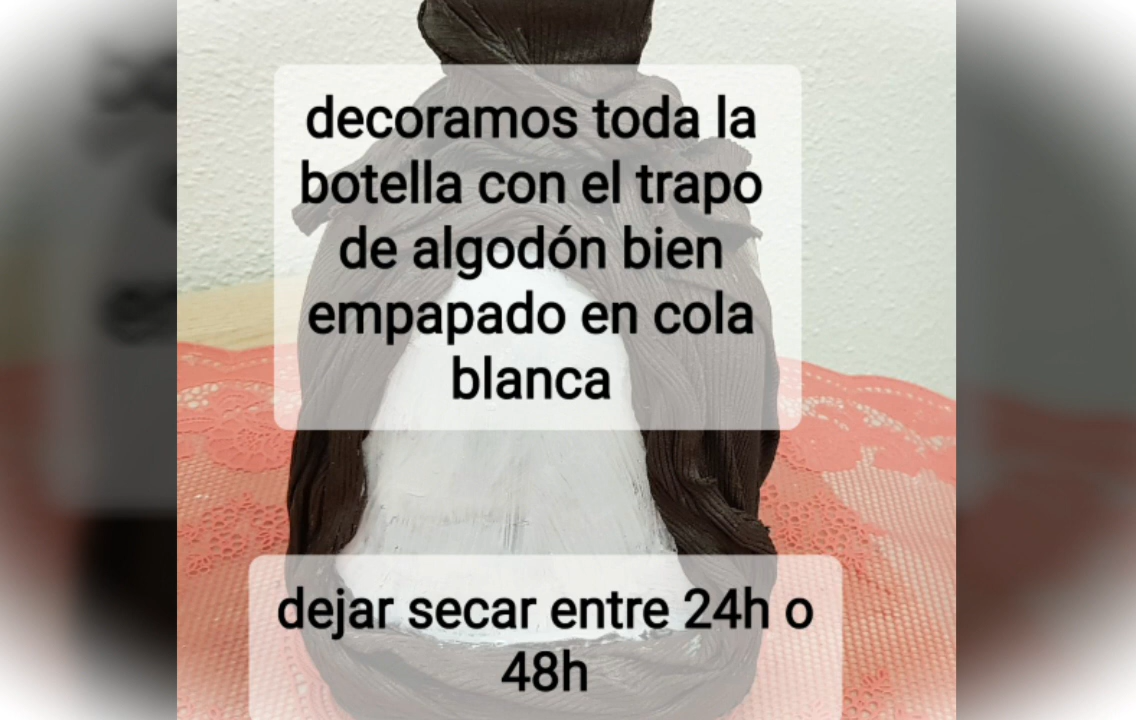 decoramos toda la
botella con el trapo
de algodón bien
empapado en cola
blanca
dejar secar entre 24h o
48h